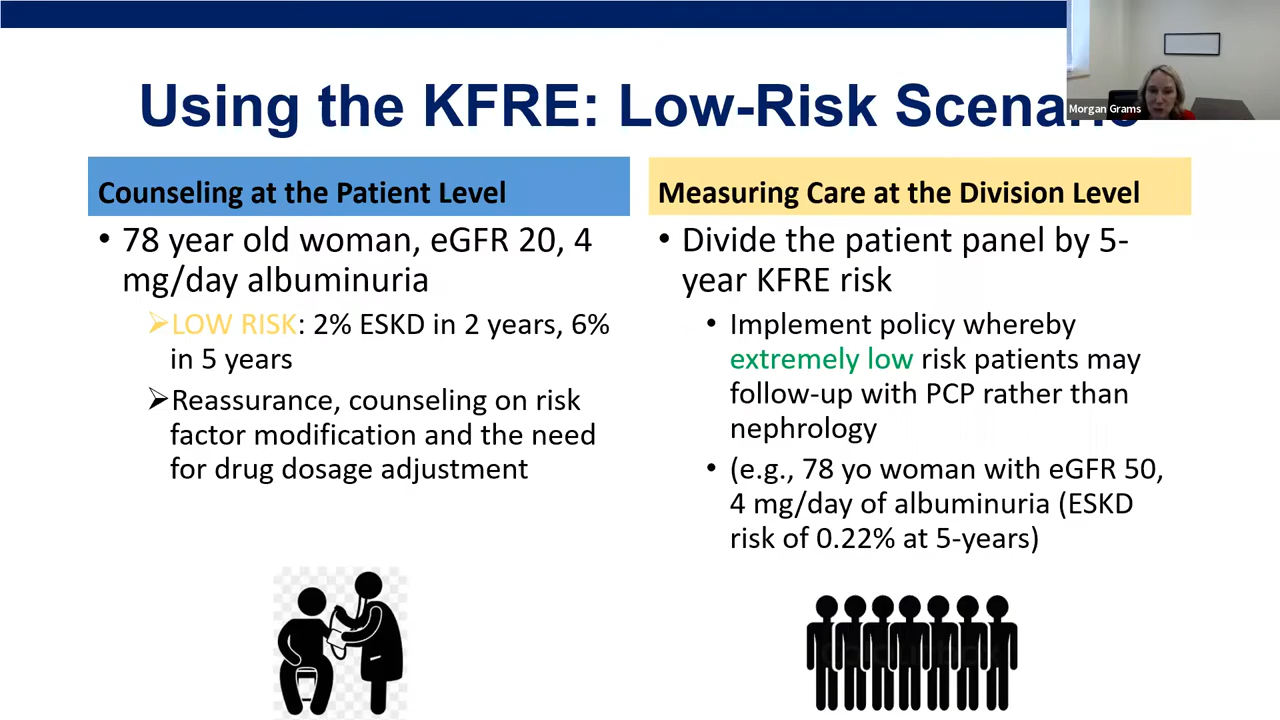 Using the KFRE: Low-Risk Scenario
Morgan Grams
Counseling at the Patient Level
• 78 year old woman, eGFR 20, 4
mg/day albuminuria
➢LOW RISK: 2% ESKD in 2 years, 6%
in 5 years
➢Reassurance, counseling on risk
factor modification and the need
for drug dosage adjustment
Measuring Care at the Division Level
• Divide the patient panel by 5-
year KFRE risk
• Implement policy whereby
extremely low risk patients may
follow-up with PCP rather than
nephrology
• (e.g., 78 yo woman with eGFR 50,
4 mg/day of albuminuria (ESKD
risk of 0.22% at 5-years)